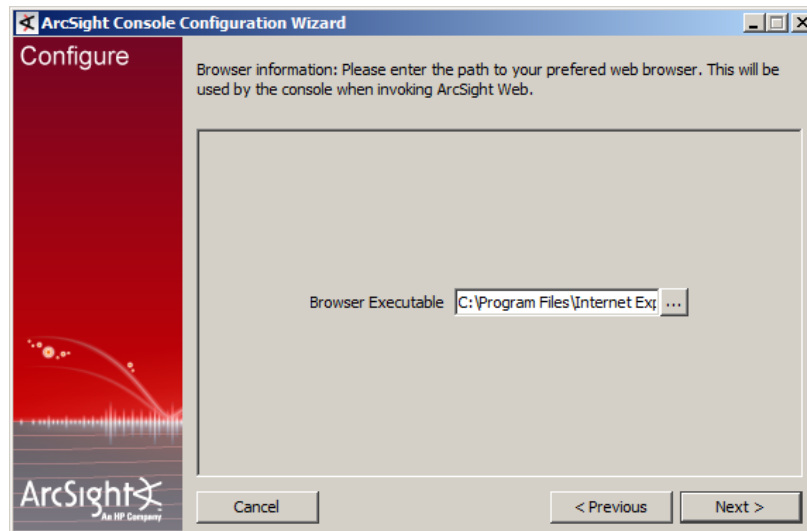 ArcSight Console Configuration Wizard
Configure
Browser information: Please enter the path to your prefered web browser. This will be
used by the console when invoking ArcSight Web.
Browser Executable C:\Program Files\Internet Exp ...
ArcSight
An HP Company
Cancel < Previous Next >